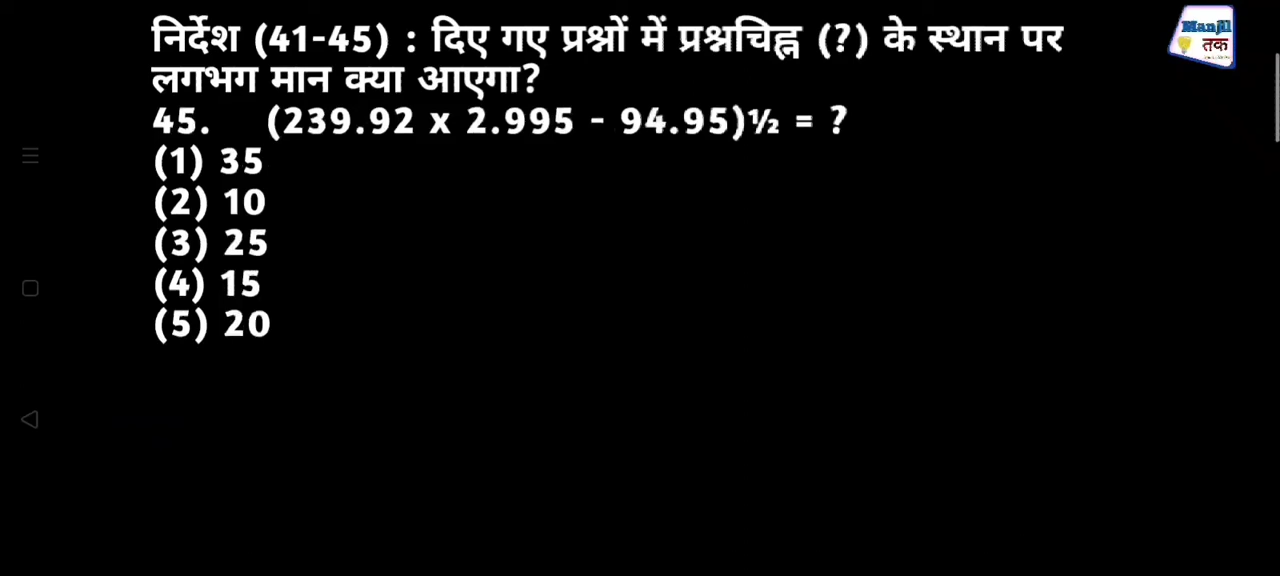 निर्देश (41-45) : दिए गए प्रश्नों में प्रश्नचिह्न (?) के स्थान पर
लगभग मान क्या आएगा?
45. (239.92 x 2.995 - 94.95)½ = ?
(1) 35
(2) 10
(3) 25
(4) 15
(5) 20
Manjil
तक